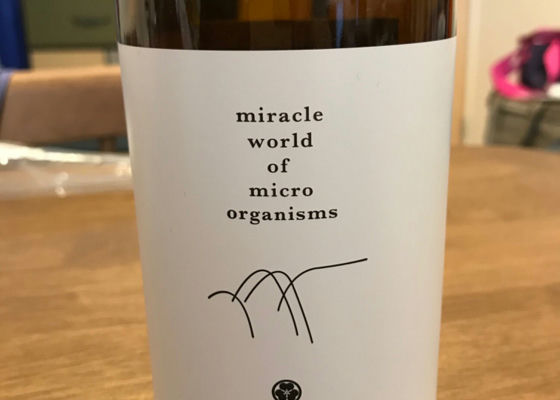 miracle
world
of
micro
organisms